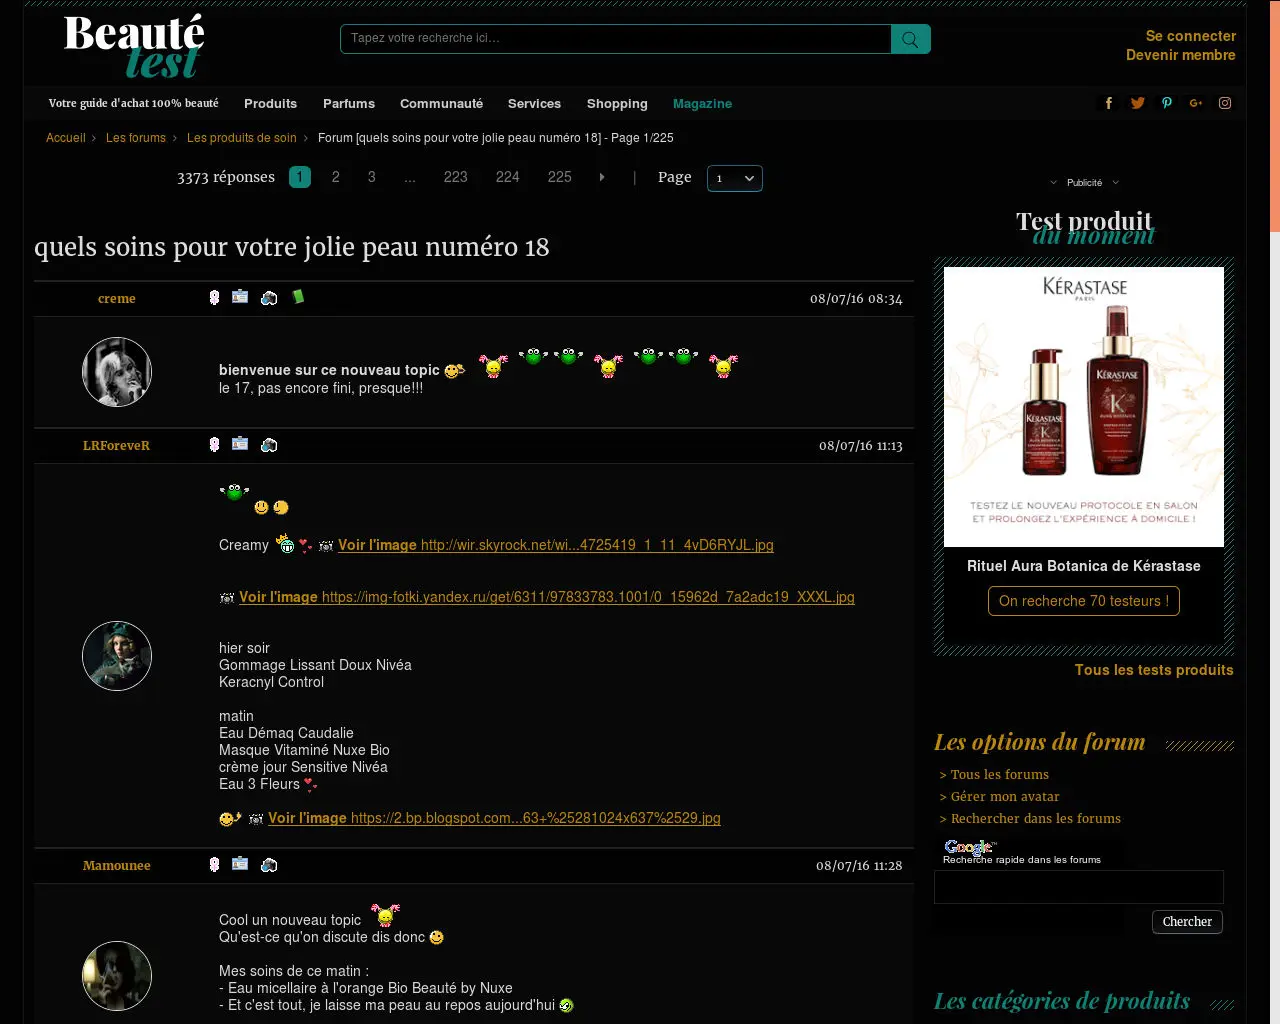 Beauté
test
Tapez votre recherche ici...
Se connecter
Devenir membre
Votre guide d'achat 100% beauté
Produits
Parfums
Communauté
Services
Shopping
Magazine
Accueil > Les forums > Les produits de soin > Forum [quels soins pour votre jolie peau numéro 18] - Page 1/225
3373 réponses 1 2 3 ... 223 224 225 | Page 1
Publicité
quels soins pour votre jolie peau numéro 18
creme
08/07/16 08:34
bienvenue sur ce nouveau topic
le 17, pas encore fini, presque!!!
LRForeveR
08/07/16 11:13
Creamy Voir l'image http://wir.skyrock.net/wi...4725419_1_11_4vD6RYJL.jpg
Voir l'image https://img-fotki.yandex.ru/get/6311/97833783.1001/0_15962d_7a2adc19_XXXL.jpg
hier soir
Gommage Lissant Doux Nivéa
Keracnyl Control
matin
Eau Démaq Caudalie
Masque Vitaminé Nuxe Bio
crème jour Sensitive Nivéa
Eau 3 Fleurs
Voir l'image https://2.bp.blogspot.com...63+%25281024x637%2529.jpg
Mamounee
08/07/16 11:28
Cool un nouveau topic
Qu'est-ce qu'on discute dis donc
Mes soins de ce matin :
- Eau micellaire à l'orange Bio Beauté by Nuxe
- Et c'est tout, je laisse ma peau au repos aujourd'hui
Test produit
du moment
KÉRASTASE
PARIS
KÉRASTASE
KÉRASTASE
TESTEZ LE NOUVEAU PROTOCOLE EN SALON
ET PROLONGEZ L'EXPÉRIENCE À DOMICILE !
Rituel Aura Botanica de Kérastase
On recherche 70 testeurs !
Tous les tests produits
Les options du forum
> Tous les forums
> Gérer mon avatar
> Rechercher dans les forums
Google
Recherche rapide dans les forums
Chercher
Les catégories de produits